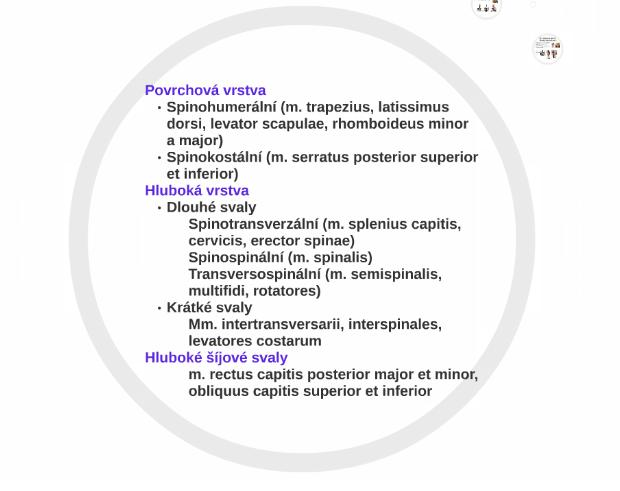 Povrchová vrstva
• Spinohumerální (m. trapezius, latissimus
dorsi, levator scapulae, rhomboideus minor
a major)
• Spinokostální (m. serratus posterior superior
et inferior)
Hluboká vrstva
• Dlouhé svaly
Spinotransverzální (m. splenius capitis,
cervicis, erector spinae)
Spinospinální (m. spinalis)
Transversospinální (m. semispinalis,
multifidi, rotatores)
• Krátké svaly
Mm. intertransversarii, interspinales,
levatores costarum
Hluboké šíjové svaly
m. rectus capitis posterior major et minor,
obliquus capitis superior et inferior